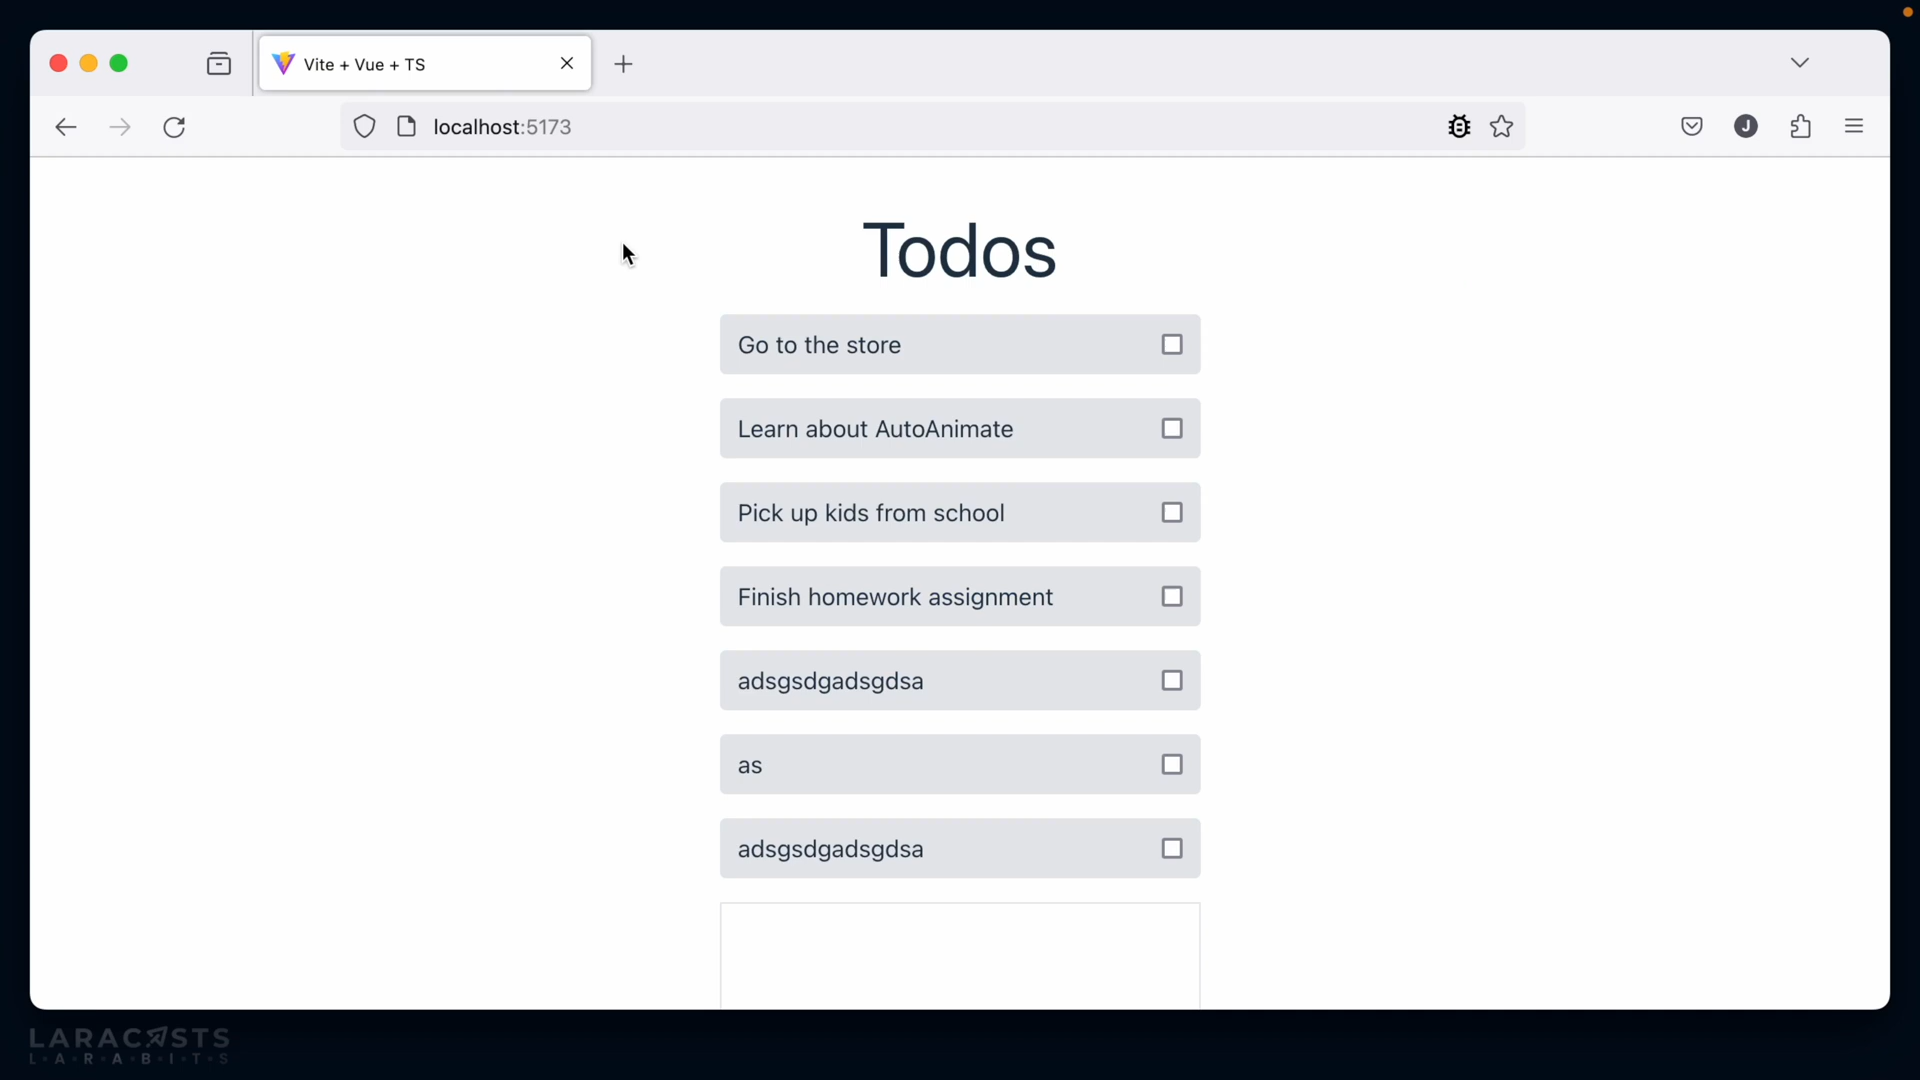 Vite + Vue + TS
localhost:5173
J
Todos
Go to the store
Learn about AutoAnimate
Pick up kids from school
Finish homework assignment
adsgsdgadsgdsa
as
adsgsdgadsgdsa
LARACASTS
L·A·R·A·B·I·T·S